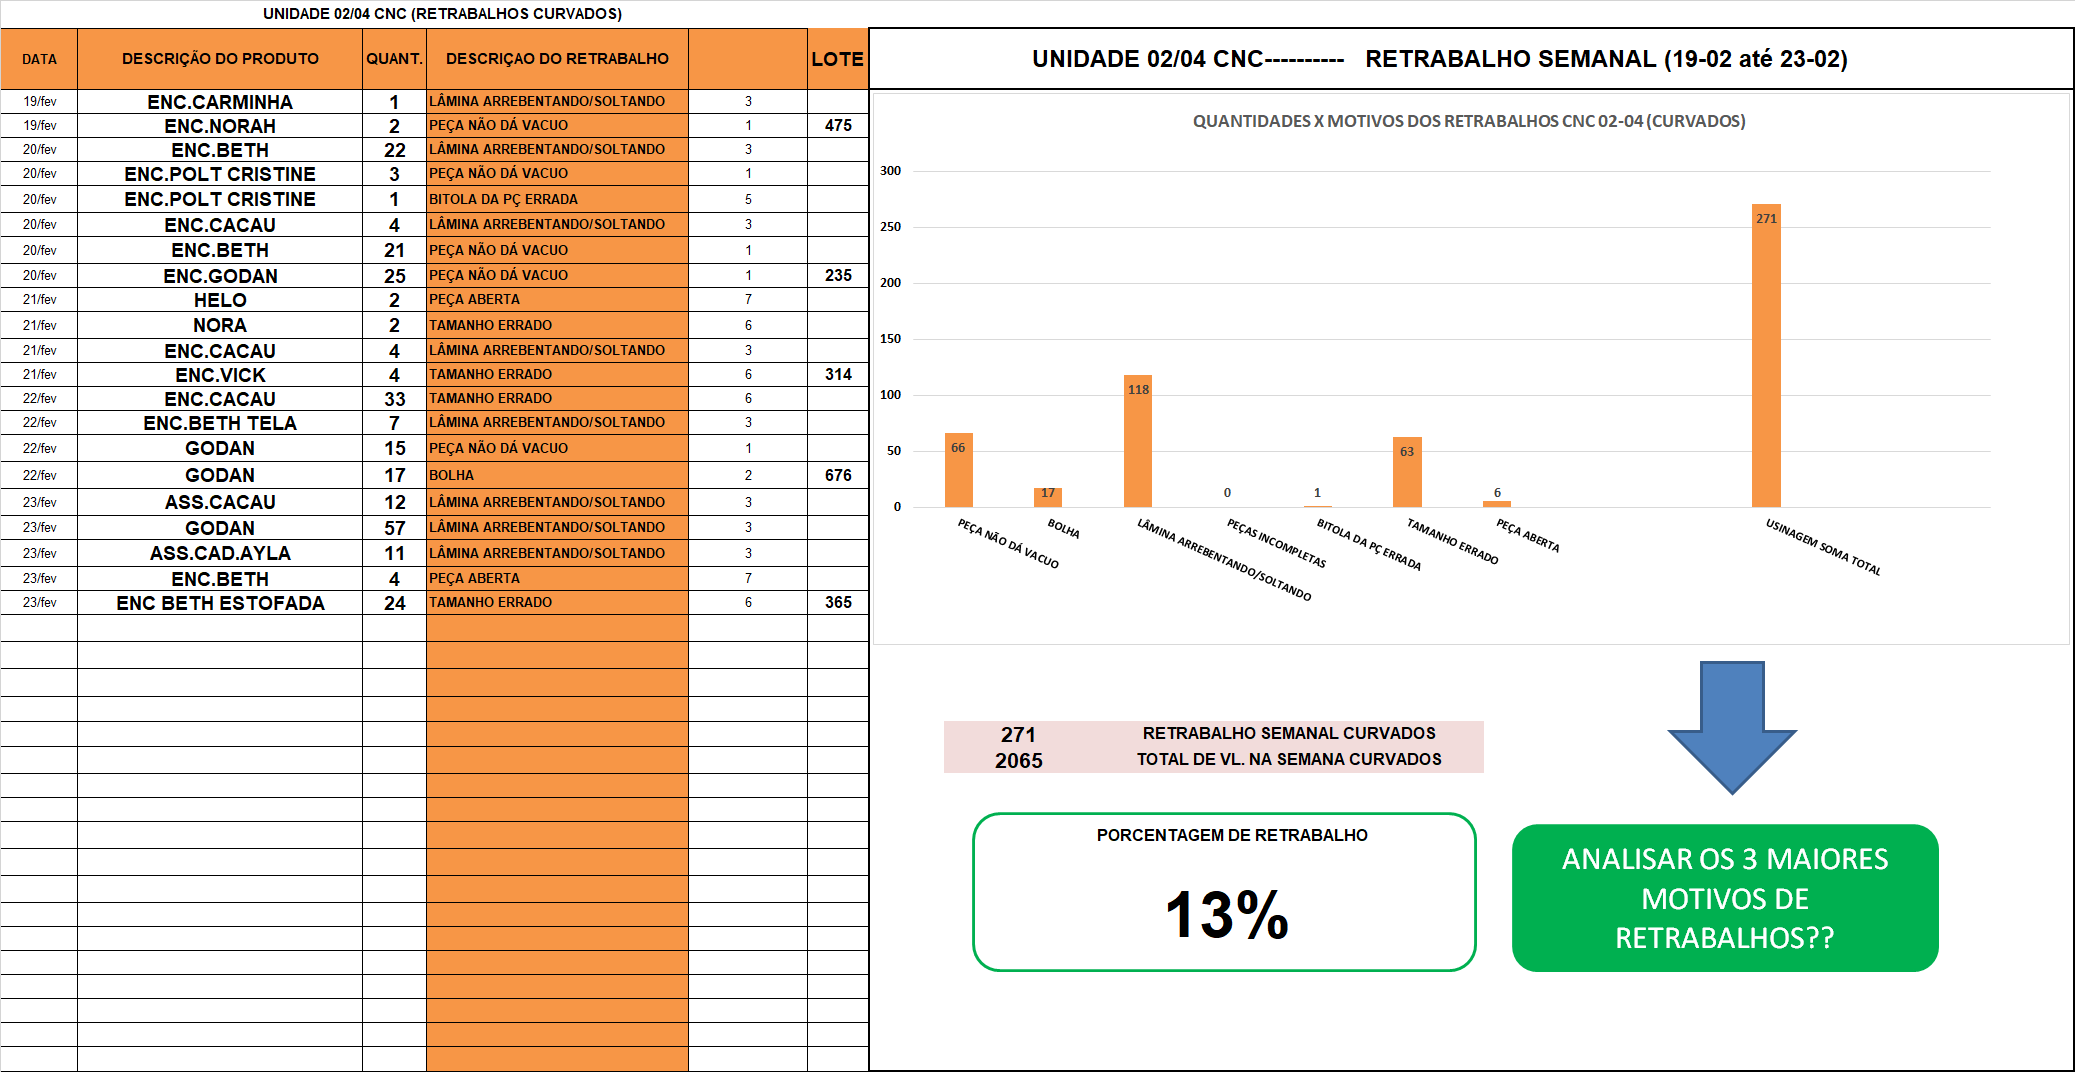 UNIDADE 02/04 CNC (RETRABALHOS CURVADOS)
DATA DESCRIÇÃO DO PRODUTO QUANT. DESCRIÇAO DO RETRABALHO LOTE
19/fev ENC.CARMINHA 1 LÂMINA ARREBENTANDO/SOLTANDO 3
19/fev ENC.NORAH 2 PEÇA NÃO DÁ VACUO 1 475
20/fev ENC.BETH 22 LÂMINA ARREBENTANDO/SOLTANDO 3
20/fev ENC.POLT CRISTINE 3 PEÇA NÃO DÁ VACUO 1
20/fev ENC.POLT CRISTINE 1 BITOLA DA PÇ ERRADA 5
20/fev ENC.CACAU 4 LÂMINA ARREBENTANDO/SOLTANDO 3
20/fev ENC.BETH 21 PEÇA NÃO DÁ VACUO 1
20/fev ENC.GODAN 25 PEÇA NÃO DÁ VACUO 1 235
21/fev HELO 2 PEÇA ABERTA 7
21/fev NORA 2 TAMANHO ERRADO 6
21/fev ENC.CACAU 4 LÂMINA ARREBENTANDO/SOLTANDO 3
21/fev ENC.VICK 4 TAMANHO ERRADO 6 314
22/fev ENC.CACAU 33 TAMANHO ERRADO 6
22/fev ENC.BETH TELA 7 LÂMINA ARREBENTANDO/SOLTANDO 3
22/fev GODAN 15 PEÇA NÃO DÁ VACUO 1
22/fev GODAN 17 BOLHA 2 676
23/fev ASS.CACAU 12 LÂMINA ARREBENTANDO/SOLTANDO 3
23/fev GODAN 57 LÂMINA ARREBENTANDO/SOLTANDO 3
23/fev ASS.CAD.AYLA 11 LÂMINA ARREBENTANDO/SOLTANDO 3
23/fev ENC.BETH 4 PEÇA ABERTA 7
23/fev ENC BETH ESTOFADA 24 TAMANHO ERRADO 6 365
UNIDADE 02/04 CNC---------- RETRABALHO SEMANAL (19-02 até 23-02)
QUANTIDADES X MOTIVOS DOS RETRABALHOS CNC 02-04 (CURVADOS)
300
250
200
150
100
50
0
66
17
118
0
1
63
6
271
PEÇA NÃO DÁ VACUO
BOLHA
LÂMINA ARREBENTANDO/SOLTANDO
PEÇAS INCOMPLETAS
BITOLA DA PÇ ERRADA
TAMANHO ERRADO
PEÇA ABERTA
USINAGEM SOMA TOTAL
271 RETRABALHO SEMANAL CURVADOS
2065 TOTAL DE VL. NA SEMANA CURVADOS
PORCENTAGEM DE RETRABALHO
13%
ANALISAR OS 3 MAIORES
MOTIVOS DE
RETRABALHOS??